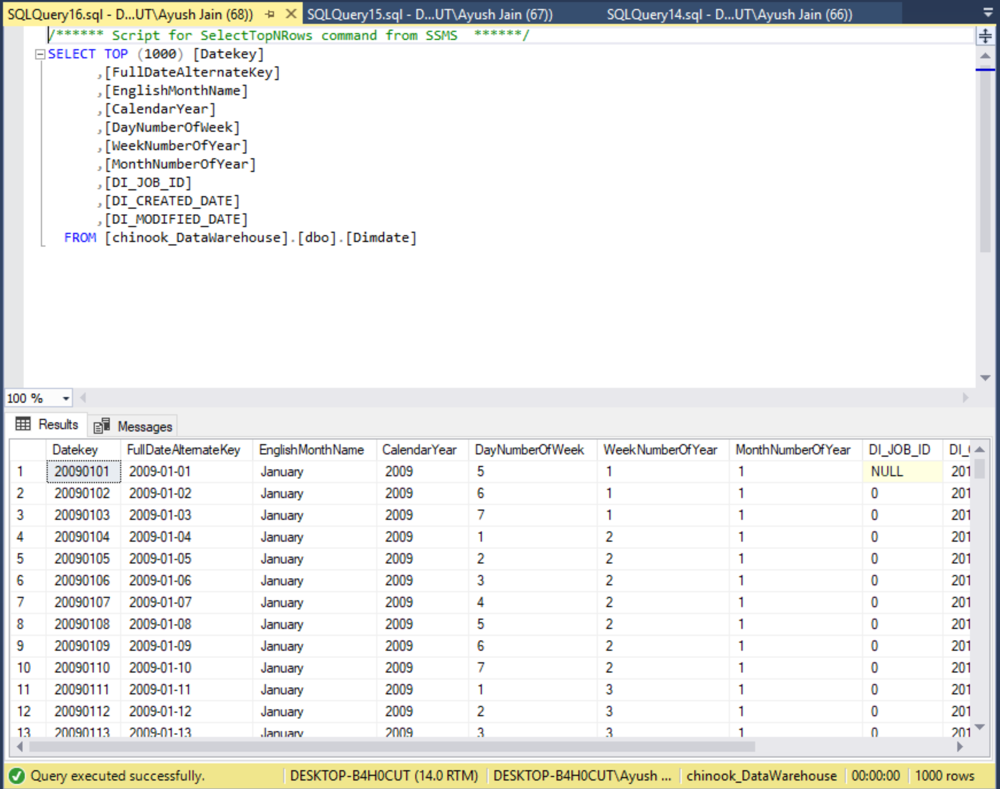 SQLQuery16.sql - D...UT\Ayush Jain (68)) SQLQuery15.sql - D...UT\Ayush Jain (67)) SQLQuery14.sql - D...UT\Ayush Jain (66))
/****** Script for SelectTopNRows command from SSMS  ******/
SELECT TOP (1000) [Datekey]
,[FullDateAlternateKey]
,[EnglishMonthName]
,[CalendarYear]
,[DayNumberOfWeek]
,[WeekNumberOfYear]
,[MonthNumberOfYear]
,[DI_JOB_ID]
,[DI_CREATED_DATE]
,[DI_MODIFIED_DATE]
FROM [chinook_DataWarehouse].[dbo].[Dimdate]
100 %
Results Messages
Datekey FullDateAlternateKey EnglishMonthName CalendarYear DayNumberOfWeek WeekNumberOfYear MonthNumberOfYear DI_JOB_ID DI_
1 20090101 2009-01-01 January 2009 5 1 1 NULL 201
2 20090102 2009-01-02 January 2009 6 1 1 0 201
3 20090103 2009-01-03 January 2009 7 1 1 0 201
4 20090104 2009-01-04 January 2009 1 2 1 0 201
5 20090105 2009-01-05 January 2009 2 2 1 0 201
6 20090106 2009-01-06 January 2009 3 2 1 0 201
7 20090107 2009-01-07 January 2009 4 2 1 0 201
8 20090108 2009-01-08 January 2009 5 2 1 0 201
9 20090109 2009-01-09 January 2009 6 2 1 0 201
10 20090110 2009-01-10 January 2009 7 2 1 0 201
11 20090111 2009-01-11 January 2009 1 3 1 0 201
12 20090112 2009-01-12 January 2009 2 3 1 0 201
13 20090113 2009-01-13 January 2009 3 3 1 0 201
Query executed successfully. DESKTOP-B4H0CUT (14.0 RTM) DESKTOP-B4H0CUT\Ayush ... chinook_DataWarehouse 00:00:00 1000 rows